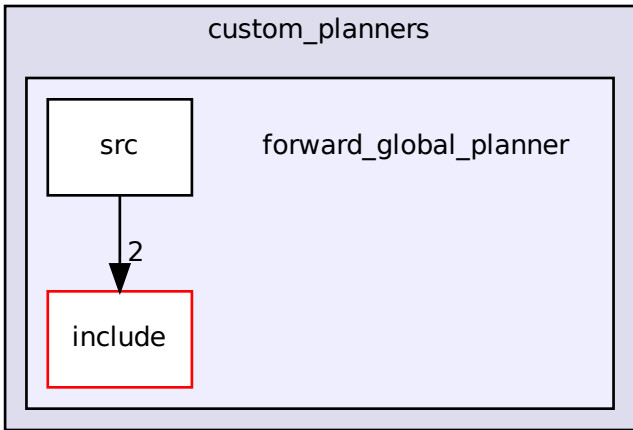 custom_planners
src
forward_global_planner
2
include